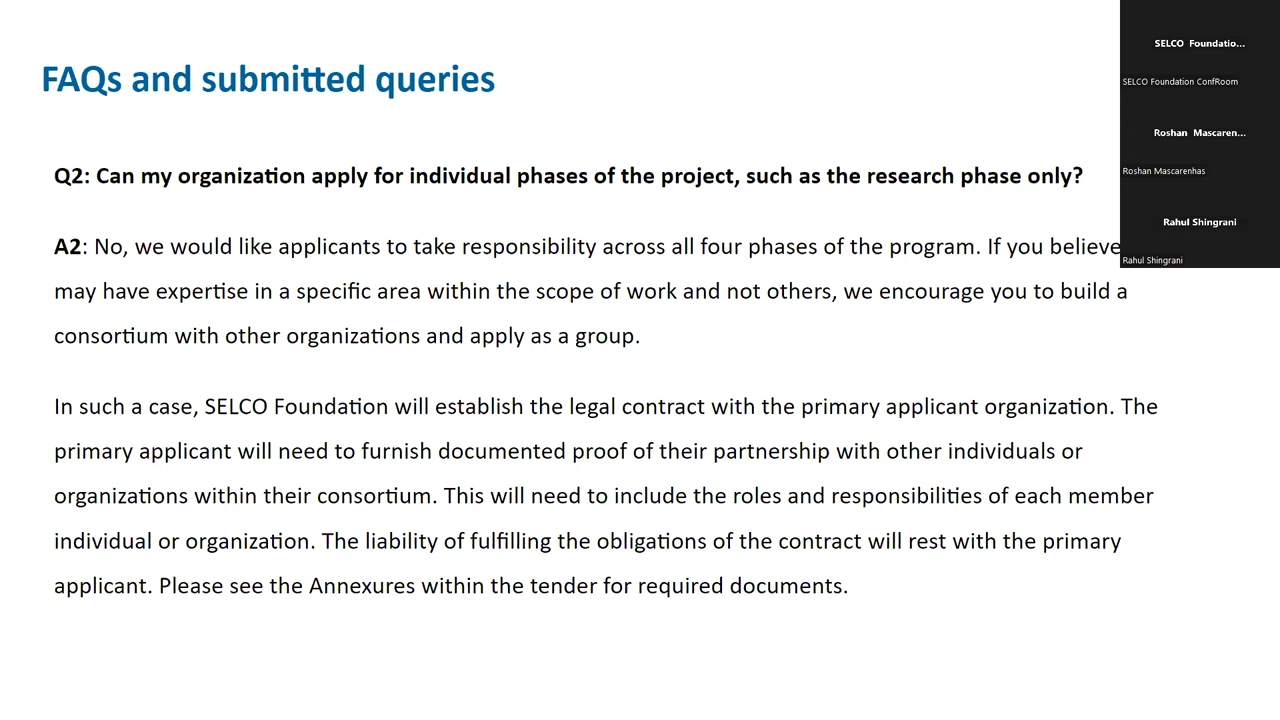 FAQs and submitted queries
Q2: Can my organization apply for individual phases of the project, such as the research phase only?
A2: No, we would like applicants to take responsibility across all four phases of the program. If you believe
may have expertise in a specific area within the scope of work and not others, we encourage you to build a
consortium with other organizations and apply as a group.
In such a case, SELCO Foundation will establish the legal contract with the primary applicant organization. The
primary applicant will need to furnish documented proof of their partnership with other individuals or
organizations within their consortium. This will need to include the roles and responsibilities of each member
individual or organization. The liability of fulfilling the obligations of the contract will rest with the primary
applicant. Please see the Annexures within the tender for required documents.
SELCO Foundatio...
SELCO Foundation ConfRoom
Roshan Mascaren...
Roshan Mascarenhas
Rahul Shingrani
Rahul Shingrani